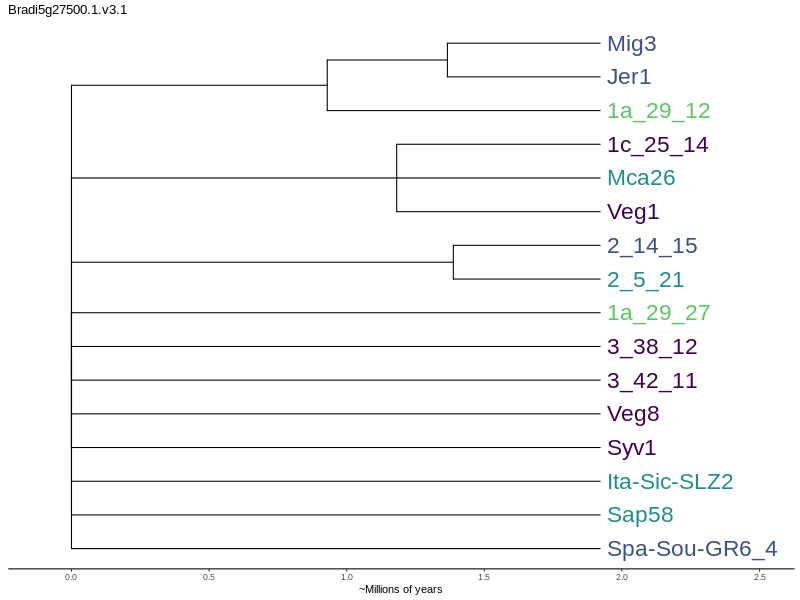 Bradi5g27500.1.v3.1
Mig3
Jer1
1a_29_12
1c_25_14
Mca26
Veg1
2_14_15
2_5_21
1a_29_27
3_38_12
3_42_11
Veg8
Syv1
Ita-Sic-SLZ2
Sap58
Spa-Sou-GR6_4
0.0 0.5 1.0 1.5 2.0 2.5
~Millions of years